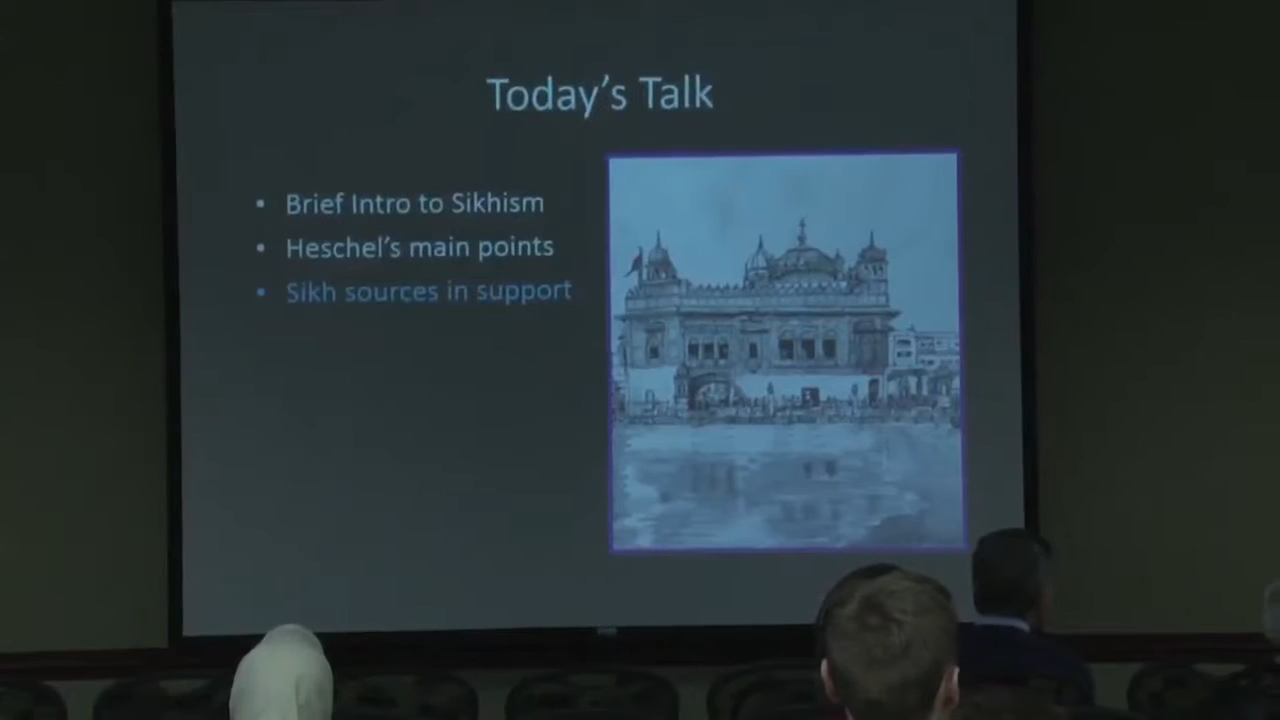 Today's Talk
• Brief Intro to Sikhism
• Heschel's main points
• Sikh sources in support